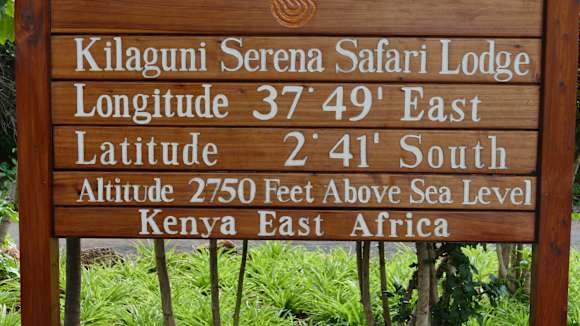 Kilaguni Serena Safari Lodge
Longitude 37°49' East
Latitude 2°41' South
Altitude 2750 Feet Above Sea Level
Kenya East Africa